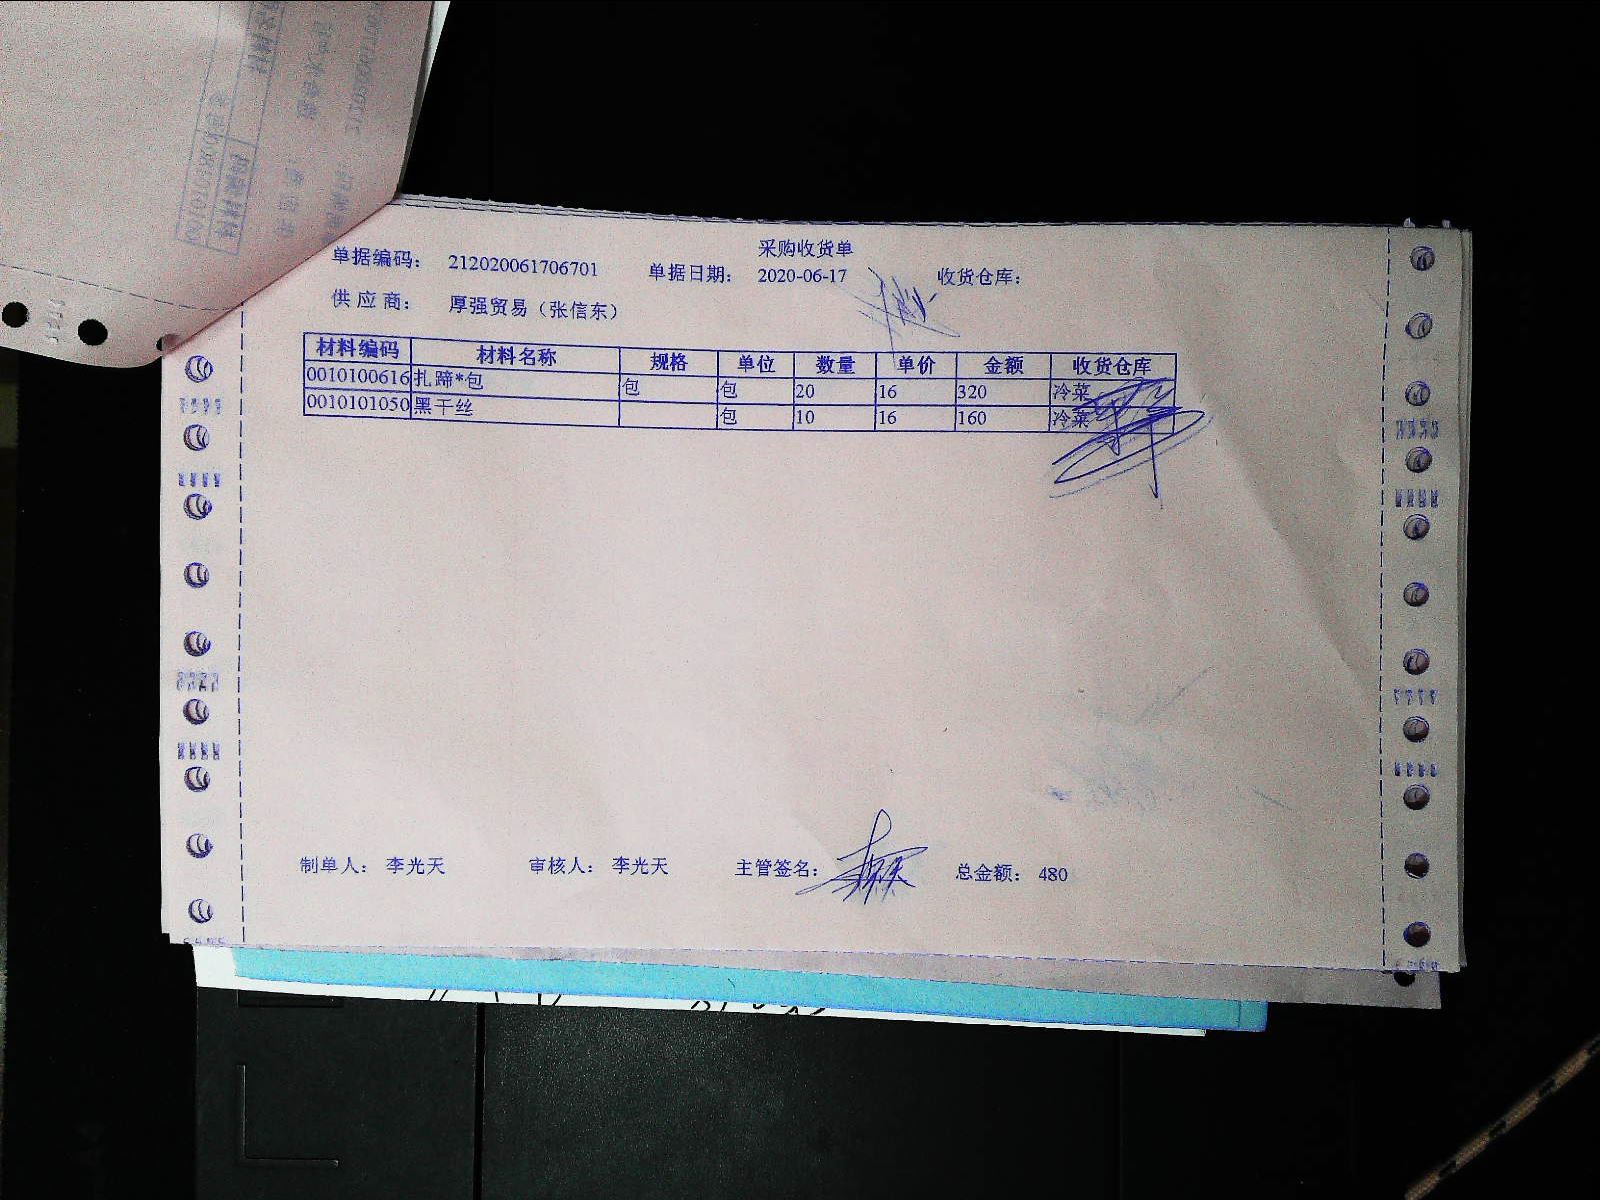 采购收货单
单据编码： 212020061706701 单据日期： 2020-06-17 收货仓库：
供 应 商： 厚强贸易（张信东）
材料编码 材料名称 规格 单位 数量 单价 金额 收货仓库
0010100616 扎蹄*包 包 包 20 16 320 冷菜
0010101050 黑干丝 包 10 16 160 冷菜
制单人： 李光天 审核人： 李光天 主管签名： 总金额： 480